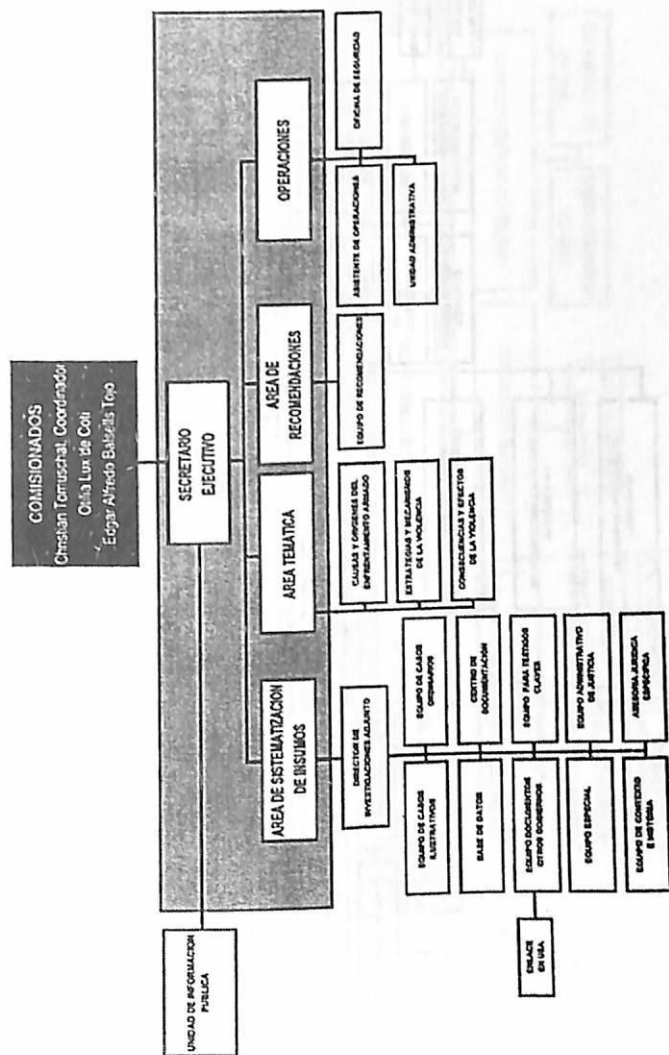 COMISIONADOS
Christian Tomuschat, Coordinador
Otilia Lux de Coti
Edgar Alfredo Balsells Tojo
SECRETARIO
EJECUTIVO
UNIDAD DE INFORMACION
PUBLICA
AREA DE SISTEMATIZACION
DE INSUMOS
AREA TEMATICA
AREA DE
RECOMENDACIONES
OPERACIONES
DIRECTOR DE
INVESTIGACIONES ADJUNTO
CAUSAS Y ORIGENES DEL
ENFRENTAMIENTO ARMADO
ESTRATEGIAS Y MECANISMOS
DE LA VIOLENCIA
CONSECUENCIAS Y EFECTOS
DE LA VIOLENCIA
EQUIPO DE RECOMENDACIONES
ASISTENTE DE OPERACIONES
OFICINA DE SEGURIDAD
UNIDAD ADMINISTRATIVA
EQUIPO DE CASOS
ILUSTRATIVOS
EQUIPO DE CASOS
ORDINARIOS
BASE DE DATOS
CENTRO DE
DOCUMENTACIÓN
EQUIPO DOCUMENTOS
OTROS GOBIERNOS
EQUIPO PARA TESTIGOS
CLAVES
ENLACE
EN USA
EQUIPO ESPECIAL
EQUIPO ADMINISTRATIVO
DE JUSTICIA
EQUIPO DE CONTEXTO
E HISTORIA
ASESORIA JURIDICA
ESPECIFICA